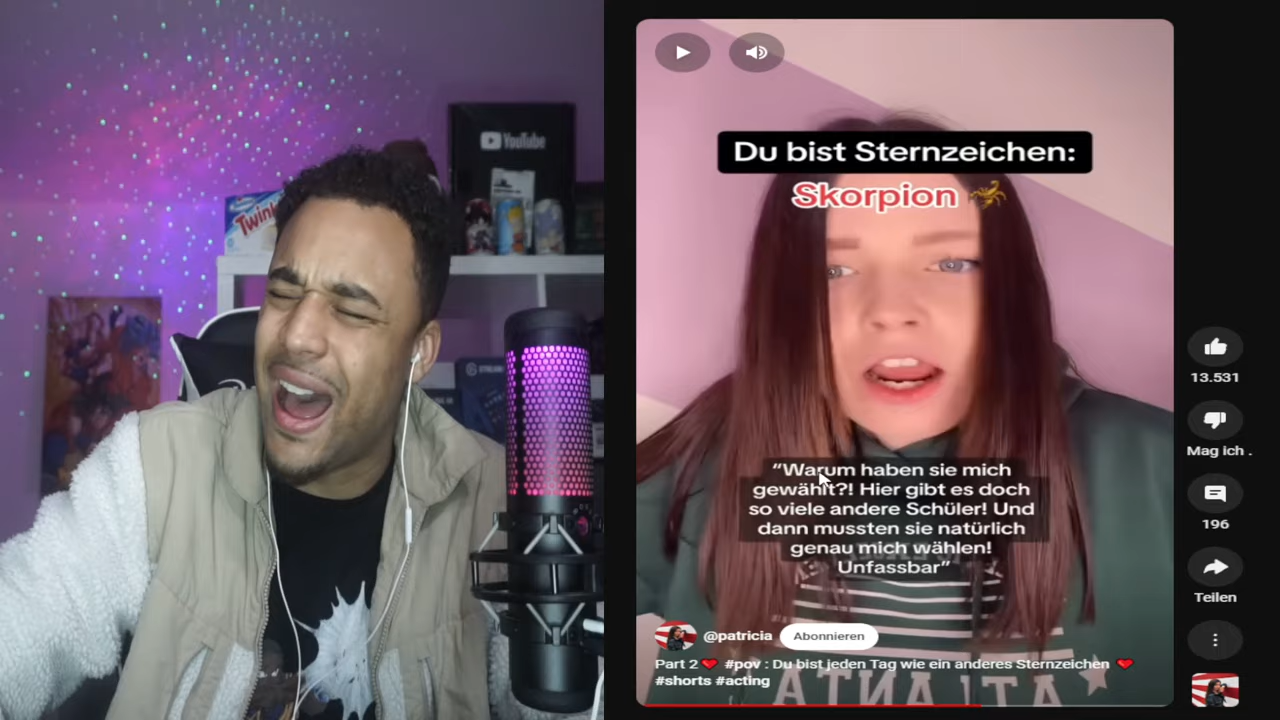 YouTube
Twink
STREAM
Du bist Sternzeichen:
Skorpion
“Warum haben sie mich
gewählt?! Hier gibt es doch
so viele andere Schüler! Und
dann mussten sie natürlich
genau mich wählen!
Unfassbar”
@patricia
Abonnieren
Part 2 ❤️ #pov : Du bist jeden Tag wie ein anderes Sternzeichen ❤️
#shorts #acting
13.531
Mag ich .
196
Teilen